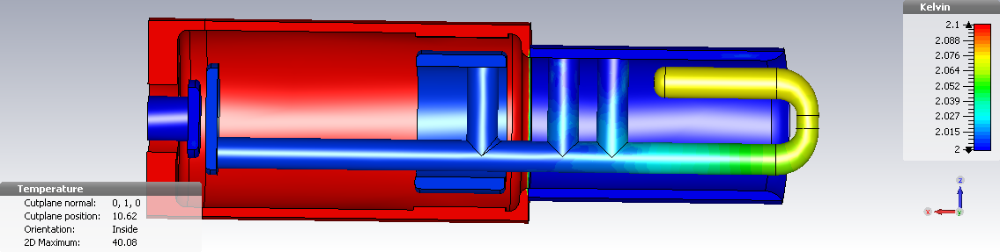 Kelvin
2.1
2.088
2.076
2.064
2.052
2.039
2.027
2.015
2
Temperature
Cutplane normal: 0, 1, 0
Cutplane position: 10.62
Orientation: Inside
2D Maximum: 40.08
z
x
y